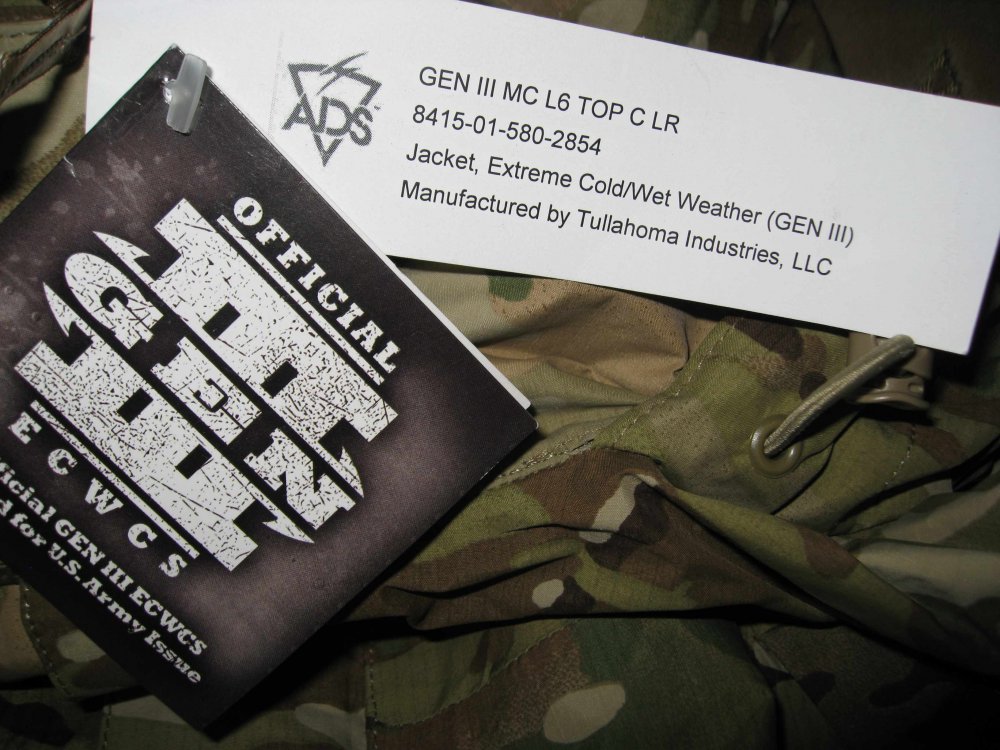 ADS
GEN III MC L6 TOP C LR
8415-01-580-2854
Jacket, Extreme Cold/Wet Weather (GEN III)
Manufactured by Tullahoma Industries, LLC
OFFICIAL
GEN
III
ECWCS
GEN III ECWCS
for U.S. Army Issue